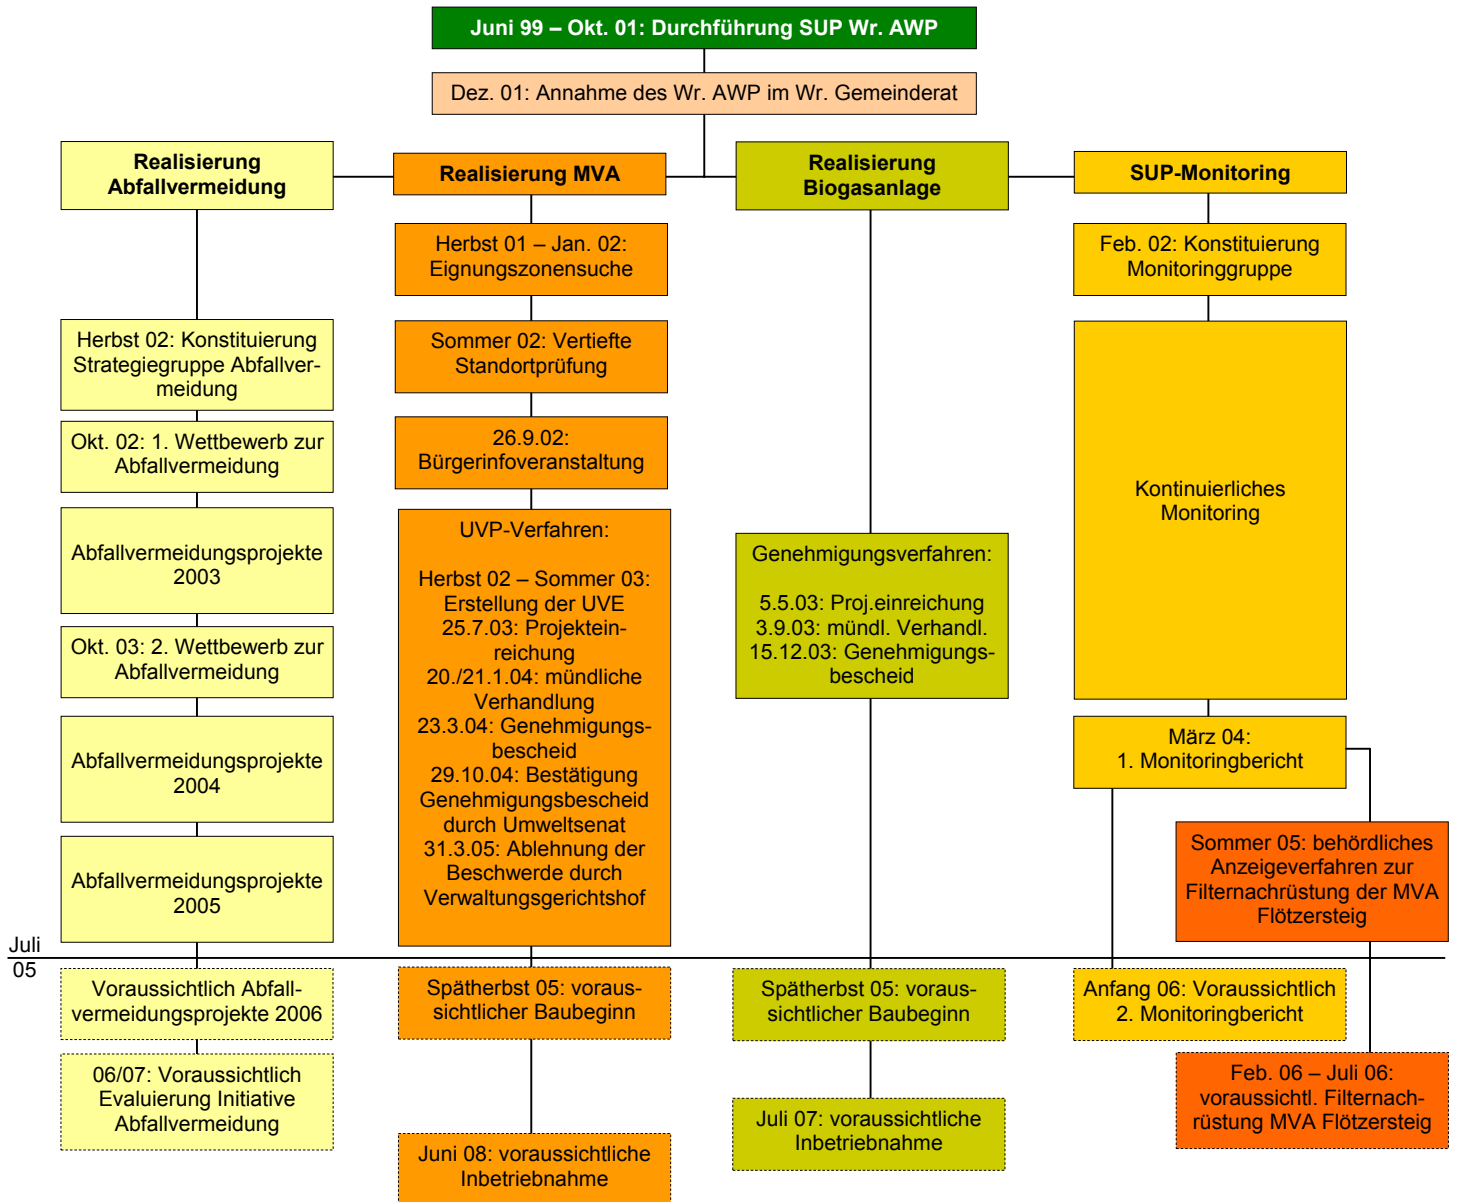 Juni 99 – Okt. 01: Durchführung SUP Wr. AWP
Dez. 01: Annahme des Wr. AWP im Wr. Gemeinderat
Realisierung
Abfallvermeidung
Herbst 02: Konstituierung
Strategiegruppe Abfallver-
meidung
Okt. 02: 1. Wettbewerb zur
Abfallvermeidung
Abfallvermeidungsprojekte
2003
Okt. 03: 2. Wettbewerb zur
Abfallvermeidung
Abfallvermeidungsprojekte
2004
Abfallvermeidungsprojekte
2005
Realisierung MVA
Herbst 01 – Jan. 02:
Eignungszonensuche
Sommer 02: Vertiefte
Standortprüfung
26.9.02:
Bürgerinfoveranstaltung
UVP-Verfahren:
Herbst 02 – Sommer 03:
Erstellung der UVE
25.7.03: Projektein-
reichung
20./21.1.04: mündliche
Verhandlung
23.3.04: Genehmigungs-
bescheid
29.10.04: Bestätigung
Genehmigungsbescheid
durch Umweltsenat
31.3.05: Ablehnung der
Beschwerde durch
Verwaltungsgerichtshof
Realisierung
Biogasanlage
Genehmigungsverfahren:
5.5.03: Proj.einreichung
3.9.03: mündl. Verhandl.
15.12.03: Genehmigungs-
bescheid
SUP-Monitoring
Feb. 02: Konstituierung
Monitoringgruppe
Kontinuierliches
Monitoring
März 04:
1. Monitoringbericht
Sommer 05: behördliches
Anzeigeverfahren zur
Filternachrüstung der MVA
Flötzersteig
Juli
05
Voraussichtlich Abfall-
vermeidungsprojekte 2006
06/07: Voraussichtlich
Evaluierung Initiative
Abfallvermeidung
Spätherbst 05: voraus-
sichtlicher Baubeginn
Juni 08: voraussichtliche
Inbetriebnahme
Spätherbst 05: voraus-
sichtlicher Baubeginn
Juli 07: voraussichtliche
Inbetriebnahme
Anfang 06: Voraussichtlich
2. Monitoringbericht
Feb. 06 – Juli 06:
voraussichtl. Filternach-
rüstung MVA Flötzersteig